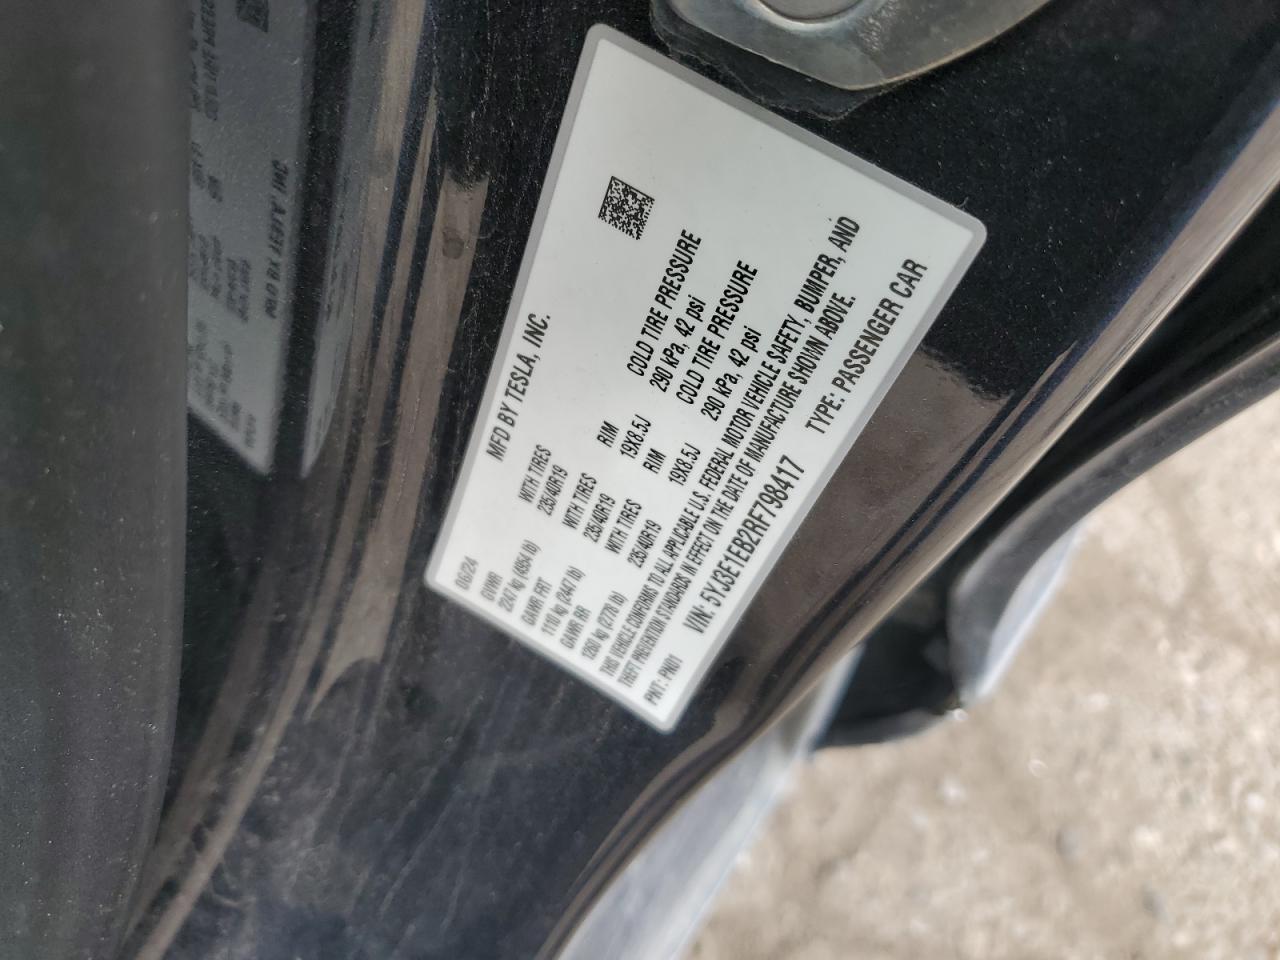 MFD BY TESLA, INC.
06/24
GVWR WITH TIRES RIM COLD TIRE PRESSURE
2247 kg (4954 lb) 235/40R19 19X8.5J 290 kPa, 42 psi
GAWR FRT WITH TIRES RIM COLD TIRE PRESSURE
1110 kg (2447 lb) 235/40R19 19X8.5J 290 kPa, 42 psi
GAWR RR WITH TIRES
1260 kg (2778 lb) 235/40R19
THIS VEHICLE CONFORMS TO ALL APPLICABLE U.S. FEDERAL MOTOR VEHICLE SAFETY, BUMPER, AND
THEFT PREVENTION STANDARDS IN EFFECT ON THE DATE OF MANUFACTURE SHOWN ABOVE.
VIN: 5YJ3E1EB2RF798417 TYPE: PASSENGER CAR
PNT: PN01